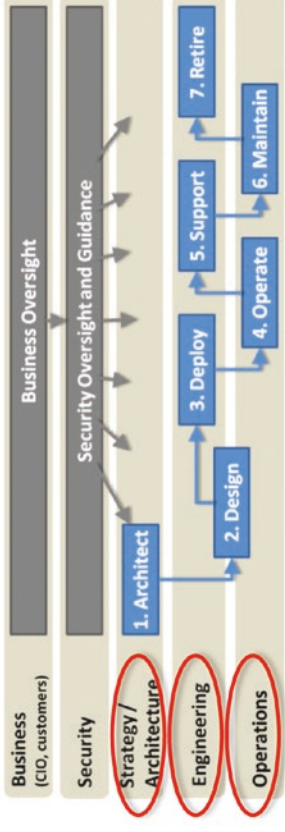 Business
(CIO, customers)
Business Oversight
Security
Security Oversight and Guidance
Strategy /
Architecture
1. Architect
Engineering
2. Design
3. Deploy
5. Support
7. Retire
Operations
4. Operate
6. Maintain